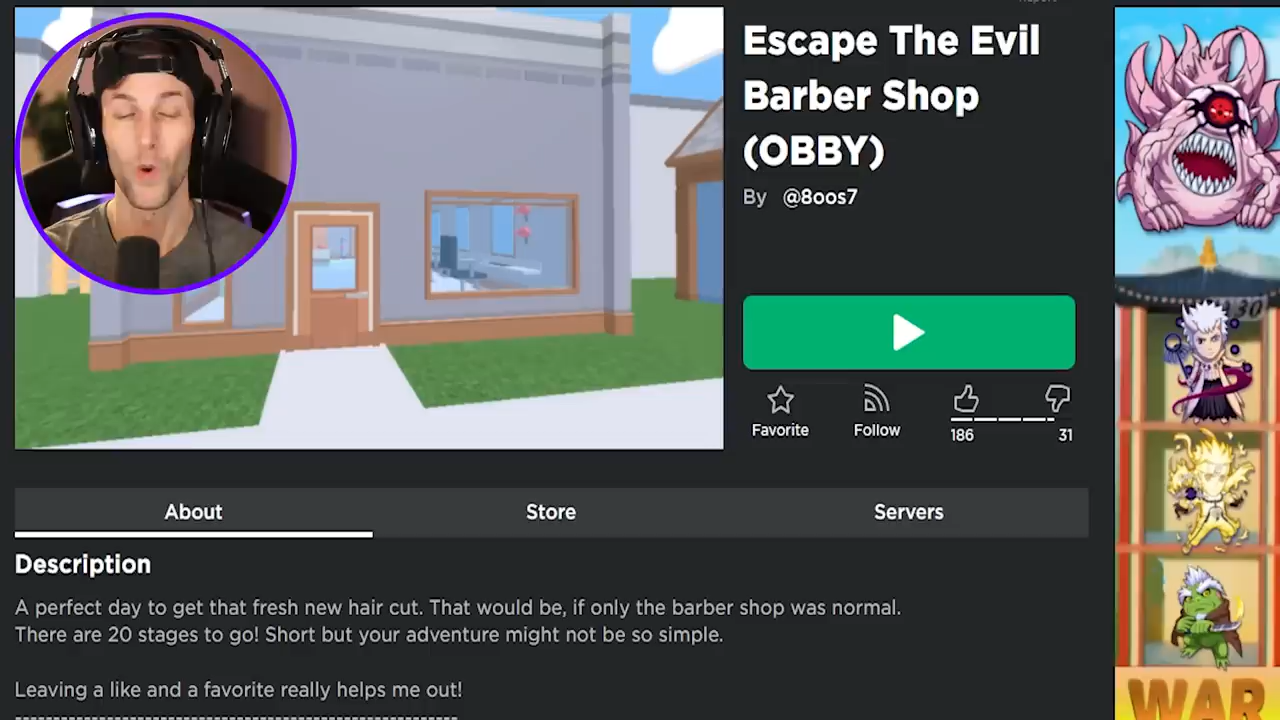 Escape The Evil
Barber Shop
(OBBY)
By @8oos7
Favorite
Follow
186
31
About
Store
Servers
Description
A perfect day to get that fresh new hair cut. That would be, if only the barber shop was normal.
There are 20 stages to go! Short but your adventure might not be so simple.
Leaving a like and a favorite really helps me out!
--------------------------------------------------------
30
WAR